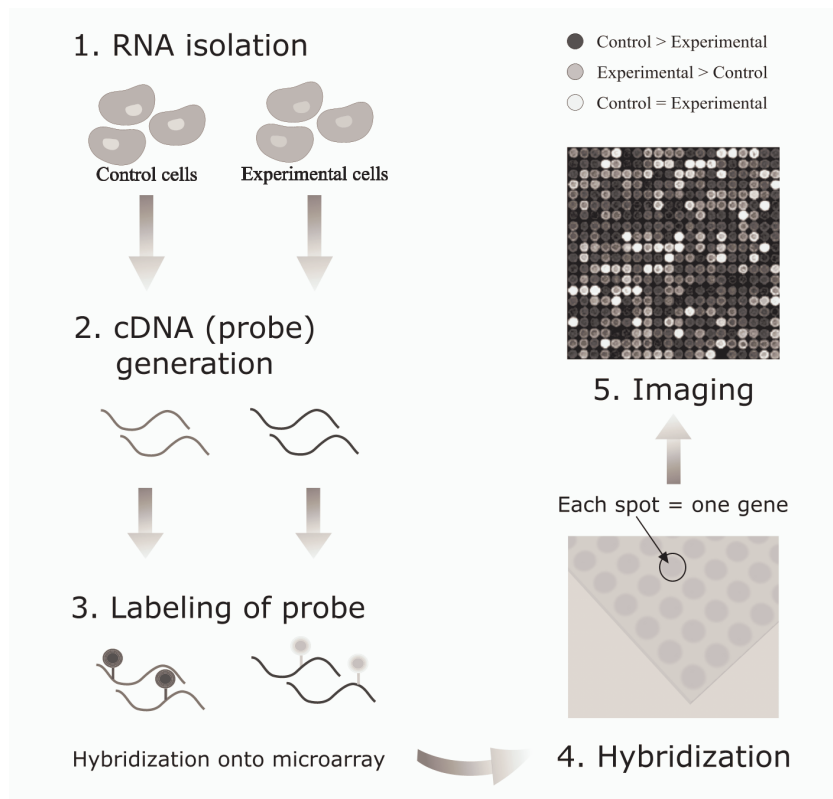 1. RNA isolation
Control cells
Experimental cells
2. cDNA (probe)
generation
3. Labeling of probe
Hybridization onto microarray
4. Hybridization
Each spot = one gene
5. Imaging
Control > Experimental
Experimental > Control
Control = Experimental